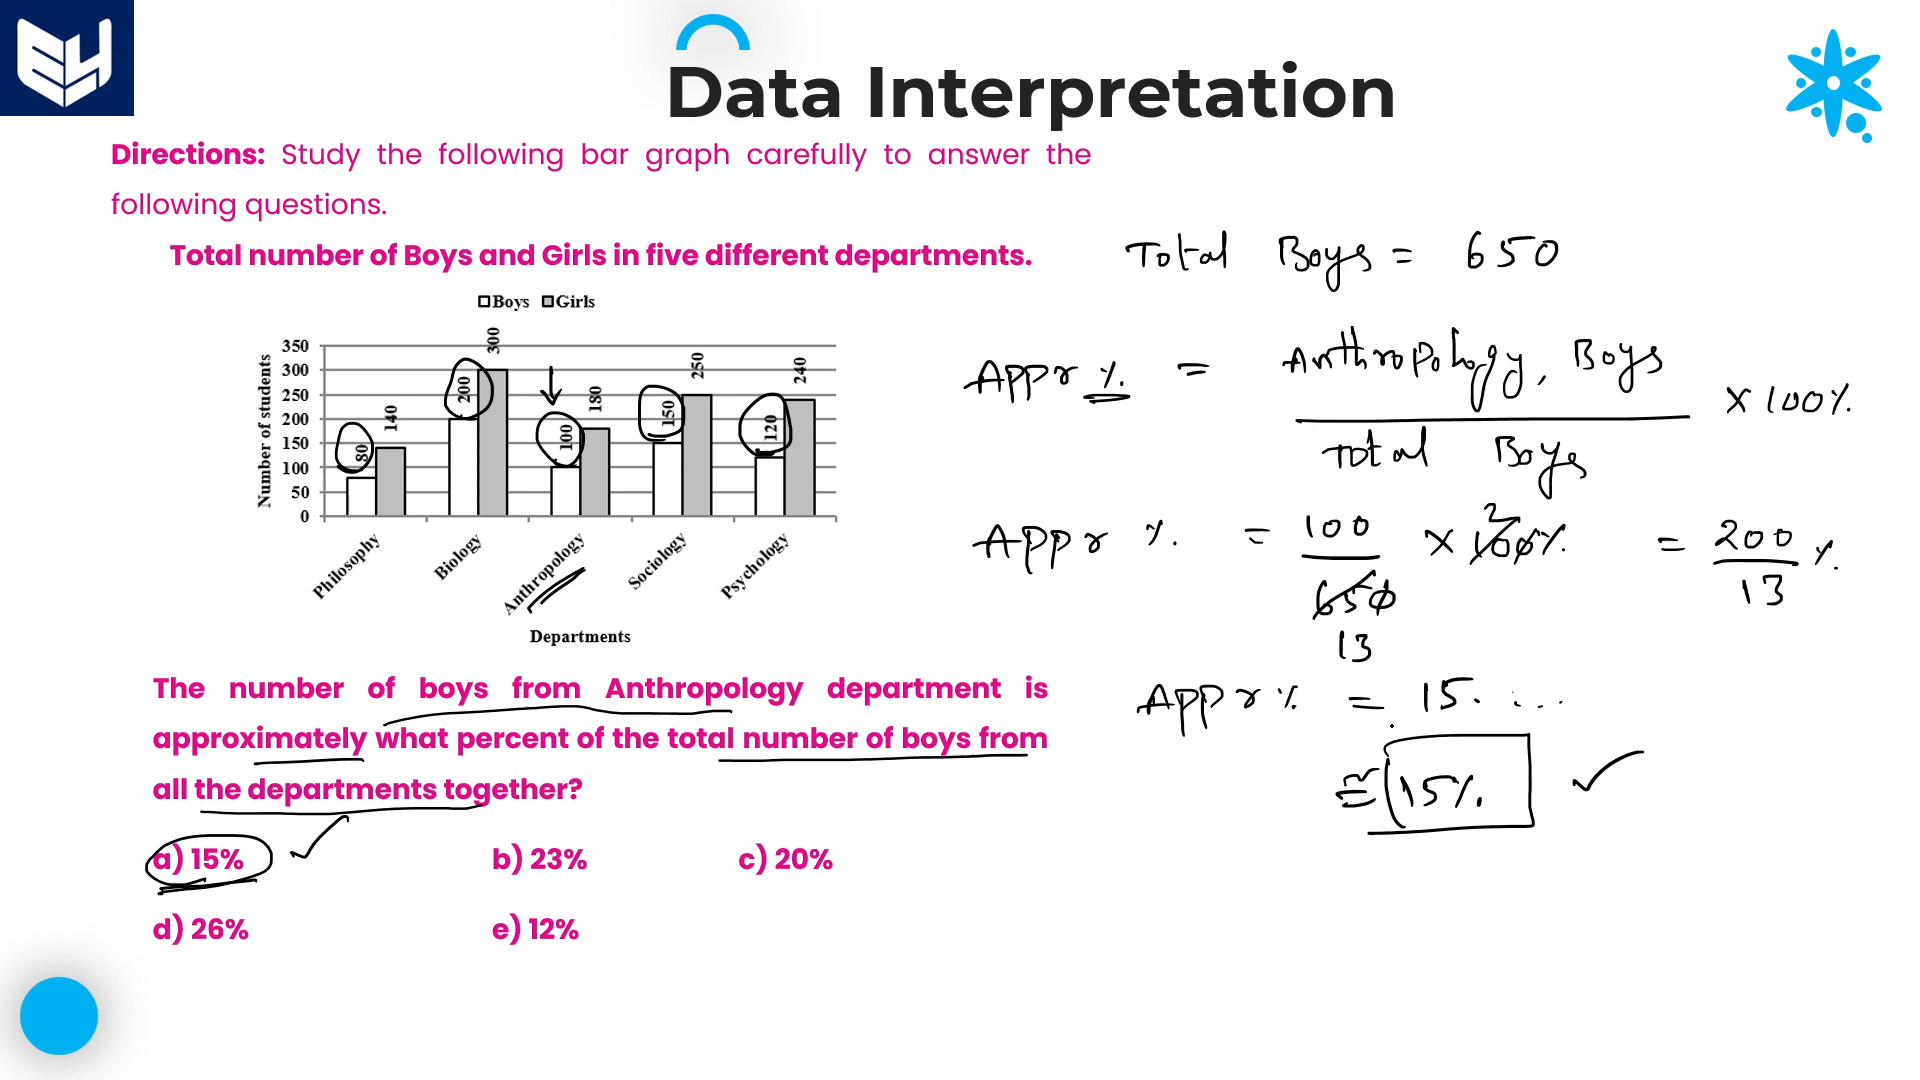 EY
Data Interpretation
Directions: Study the following bar graph carefully to answer the
following questions.
Total number of Boys and Girls in five different departments.
Boys Girls
Number of students
350
300
250
200
150
100
50
0
80 140 200 300 100 180 150 250 120 240
Philosophy Biology Anthropology Sociology Psychology
Departments
The number of boys from Anthropology department is
approximately what percent of the total number of boys from
all the departments together?
a) 15% b) 23% c) 20%
d) 26% e) 12%
Total Boys = 650
Appr % = Anthropology, Boys / Total Boys × 100%
Appr % = 100 / 650 × 100% = 200 / 13 %
2
13
Appr % = 15. ....
≅ 15%